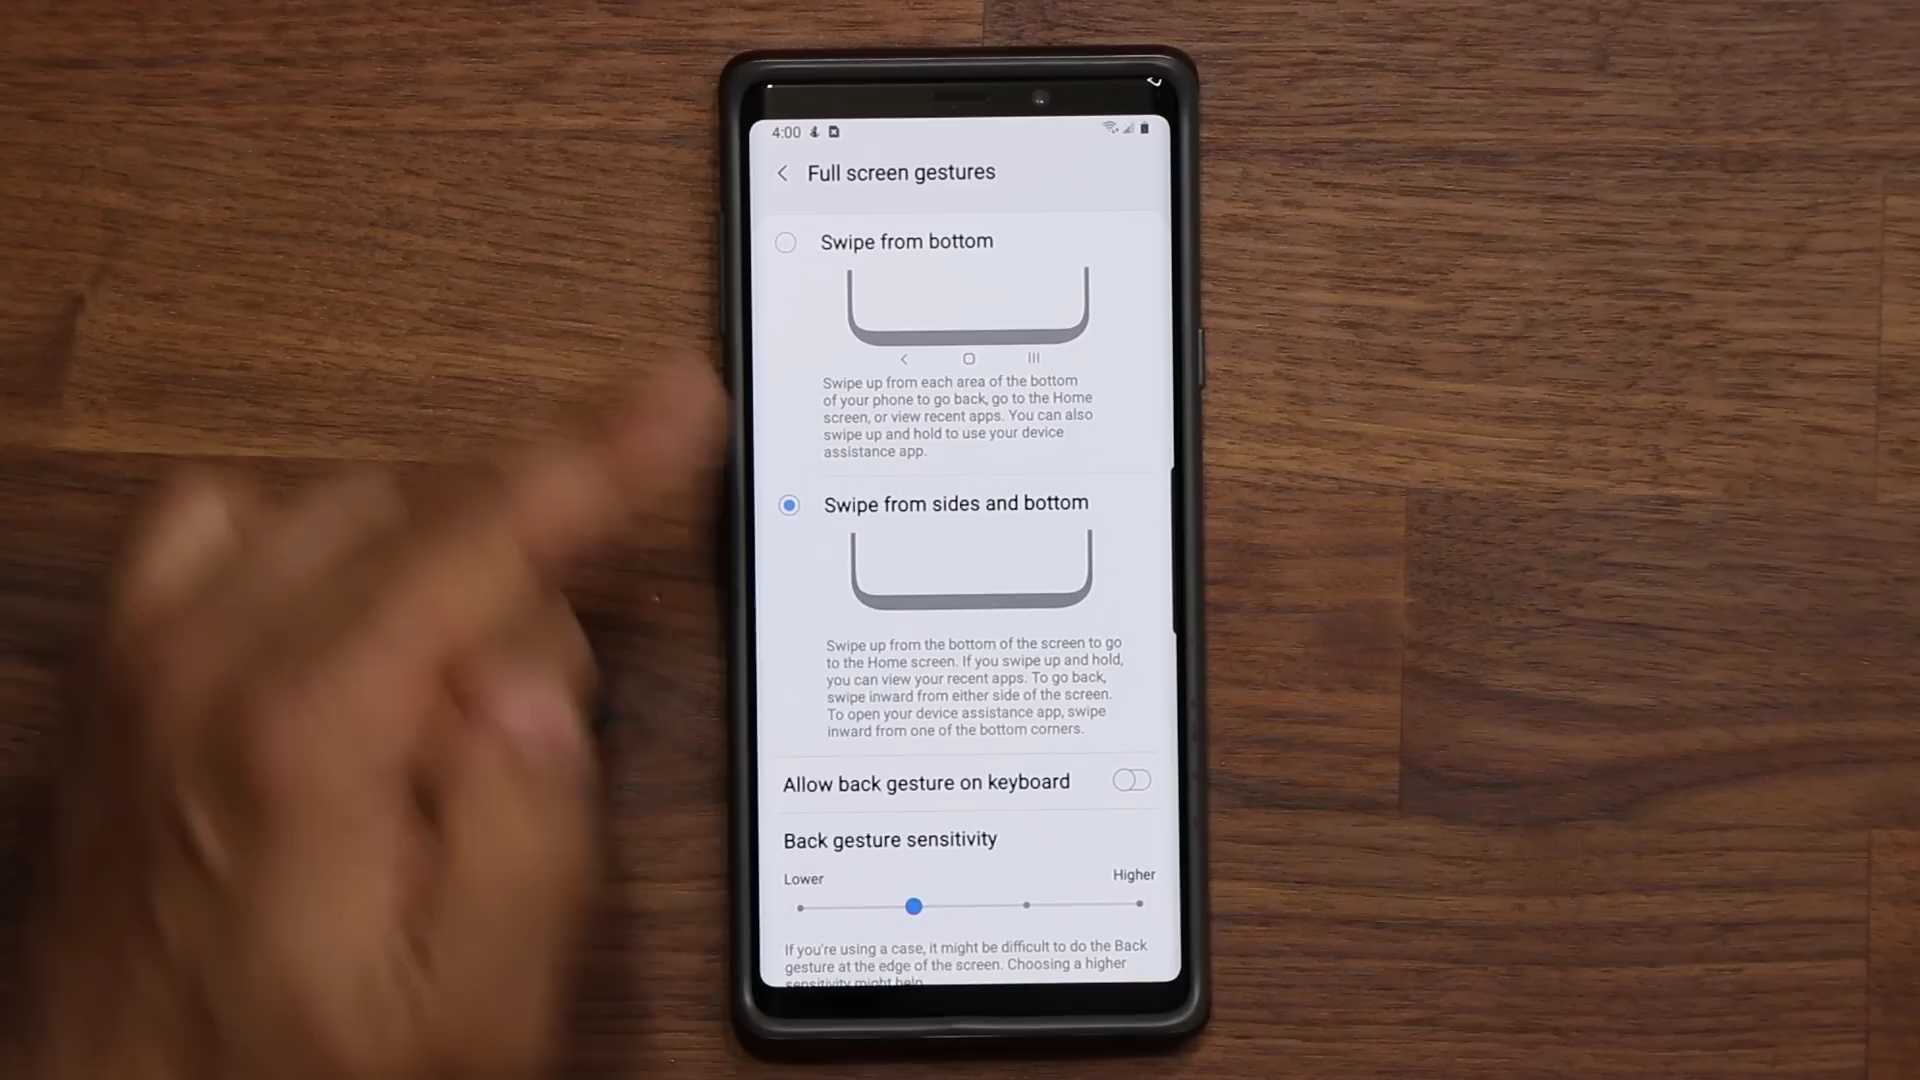 4:00
Full screen gestures
Swipe from bottom
Swipe up from each area of the bottom
of your phone to go back, go to the Home
screen, or view recent apps. You can also
swipe up and hold to use your device
assistance app.
Swipe from sides and bottom
Swipe up from the bottom of the screen to go
to the Home screen. If you swipe up and hold,
you can view your recent apps. To go back,
swipe inward from either side of the screen.
To open your device assistance app, swipe
inward from one of the bottom corners.
Allow back gesture on keyboard
Back gesture sensitivity
Lower
Higher
If you're using a case, it might be difficult to do the Back
gesture at the edge of the screen. Choosing a higher
sensitivity might help.